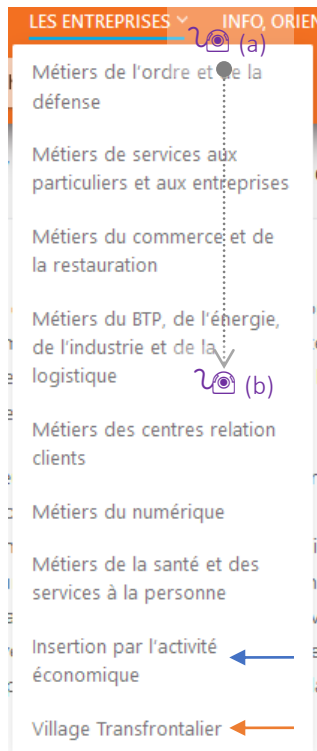 LES ENTREPRISES INFO, ORIEN
(a)
Métiers de l'ordre et de la
défense
Métiers de services aux
particuliers et aux entreprises
Métiers du commerce et de
la restauration
Métiers du BTP, de l'énergie,
de l'industrie et de la
logistique
(b)
Métiers des centres relation
clients
Métiers du numérique
Métiers de la santé et des
services à la personne
Insertion par l'activité
économique
Village Transfrontalier